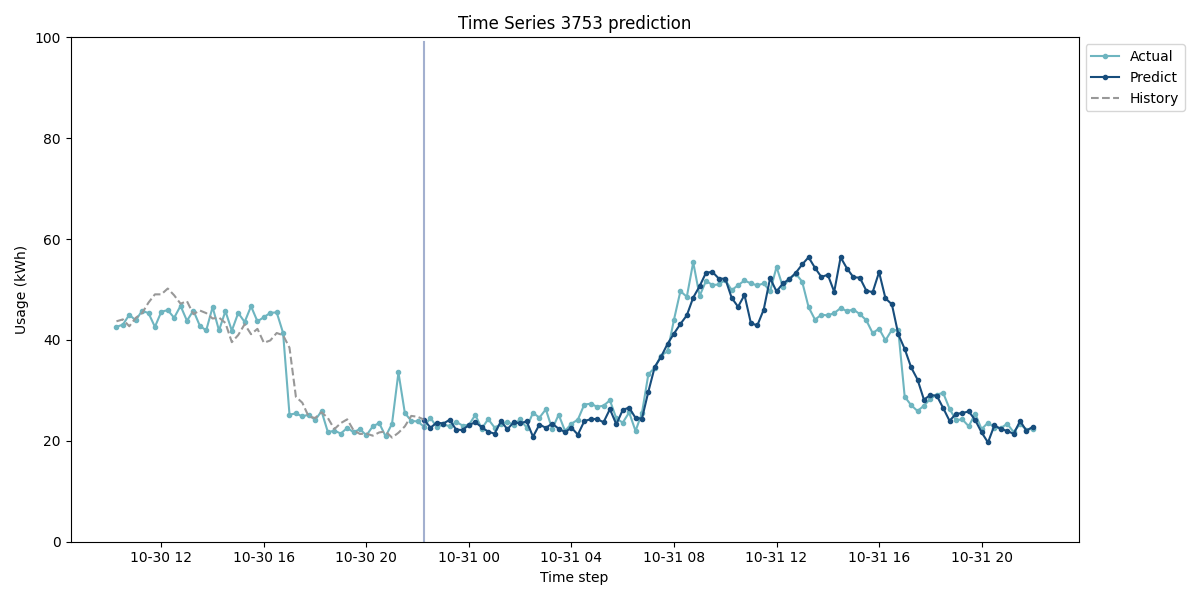 Time Series 3753 prediction
100
80
60
40
20
0
Usage (kWh)
10-30 12
10-30 16
10-30 20
10-31 00
10-31 04
10-31 08
10-31 12
10-31 16
10-31 20
Time step
Actual
Predict
History